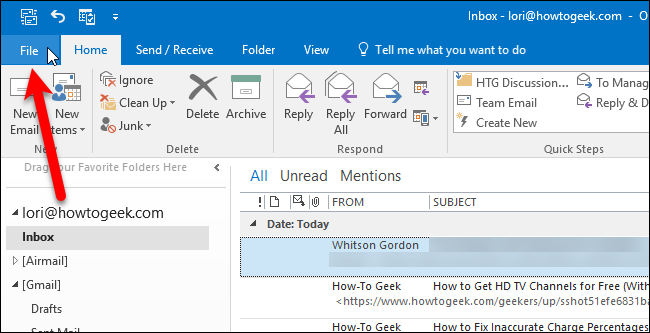 Inbox - lori@howtogeek.com - O
File Home Send / Receive Folder View Tell me what you want to do
New Email
New Items
Ignore
Clean Up
Junk
Delete
Archive
Reply
Reply All
Forward
HTG Discussion...
To Manag
Team Email
Reply & D
Create New
New Delete Respond Quick Steps
Drag Your Favorite Folders Here
All Unread Mentions
FROM SUBJECT
lori@howtogeek.com
Date: Today
Inbox
Whitson Gordon
[Airmail]
[Gmail]
How-To Geek How to Get HD TV Channels for Free (With
<https://www.howtogeek.com/geekers/up/sshot51efe6831ba
Drafts
Sent Mail
How-To Geek How to Fix Inaccurate Charge Percentages